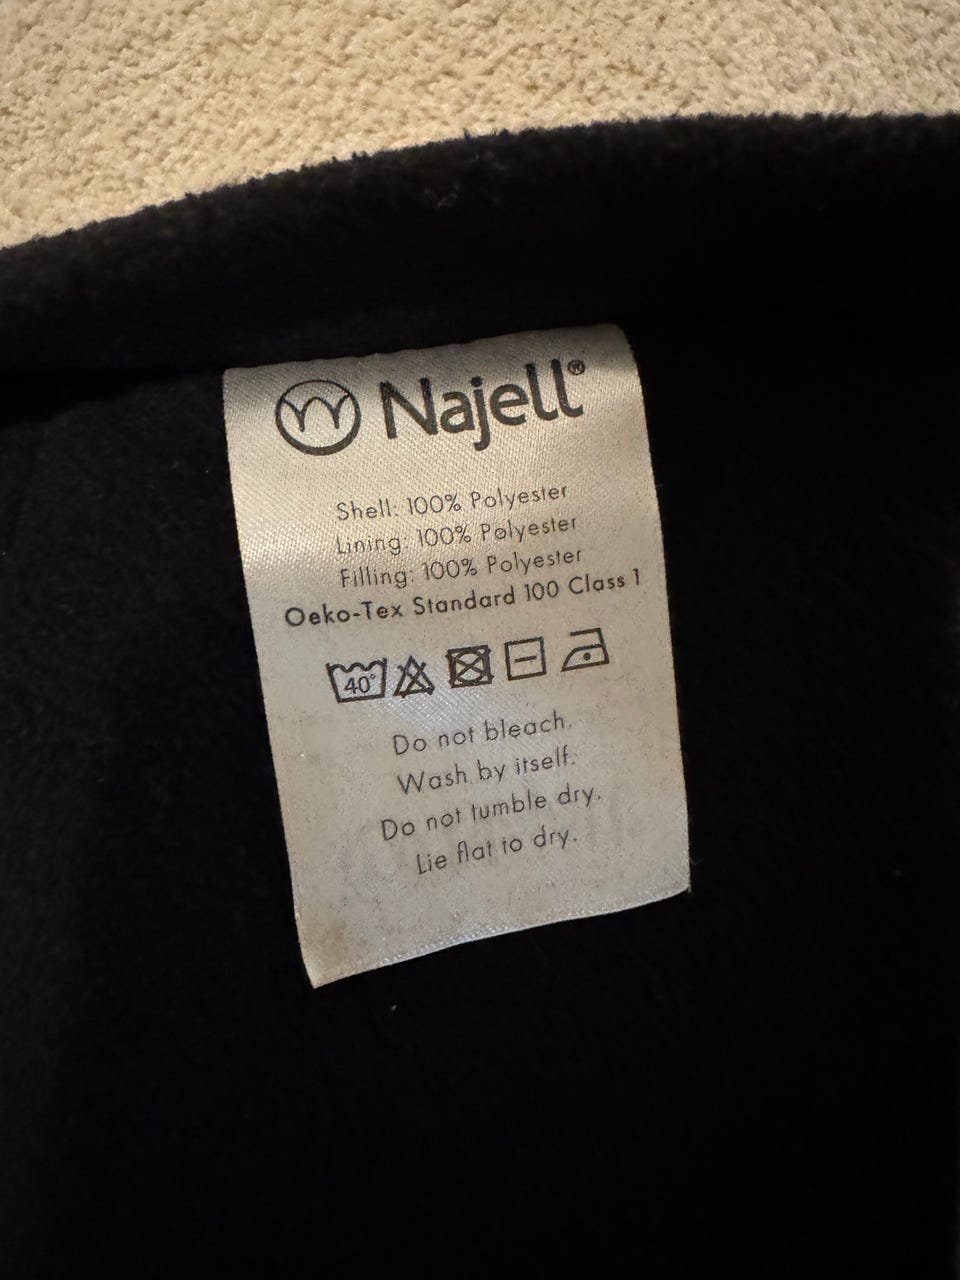 Najell®
Shell: 100% Polyester
Lining: 100% Polyester
Filling: 100% Polyester
Oeko-Tex Standard 100 Class 1
40°
Do not bleach.
Wash by itself.
Do not tumble dry.
Lie flat to dry.